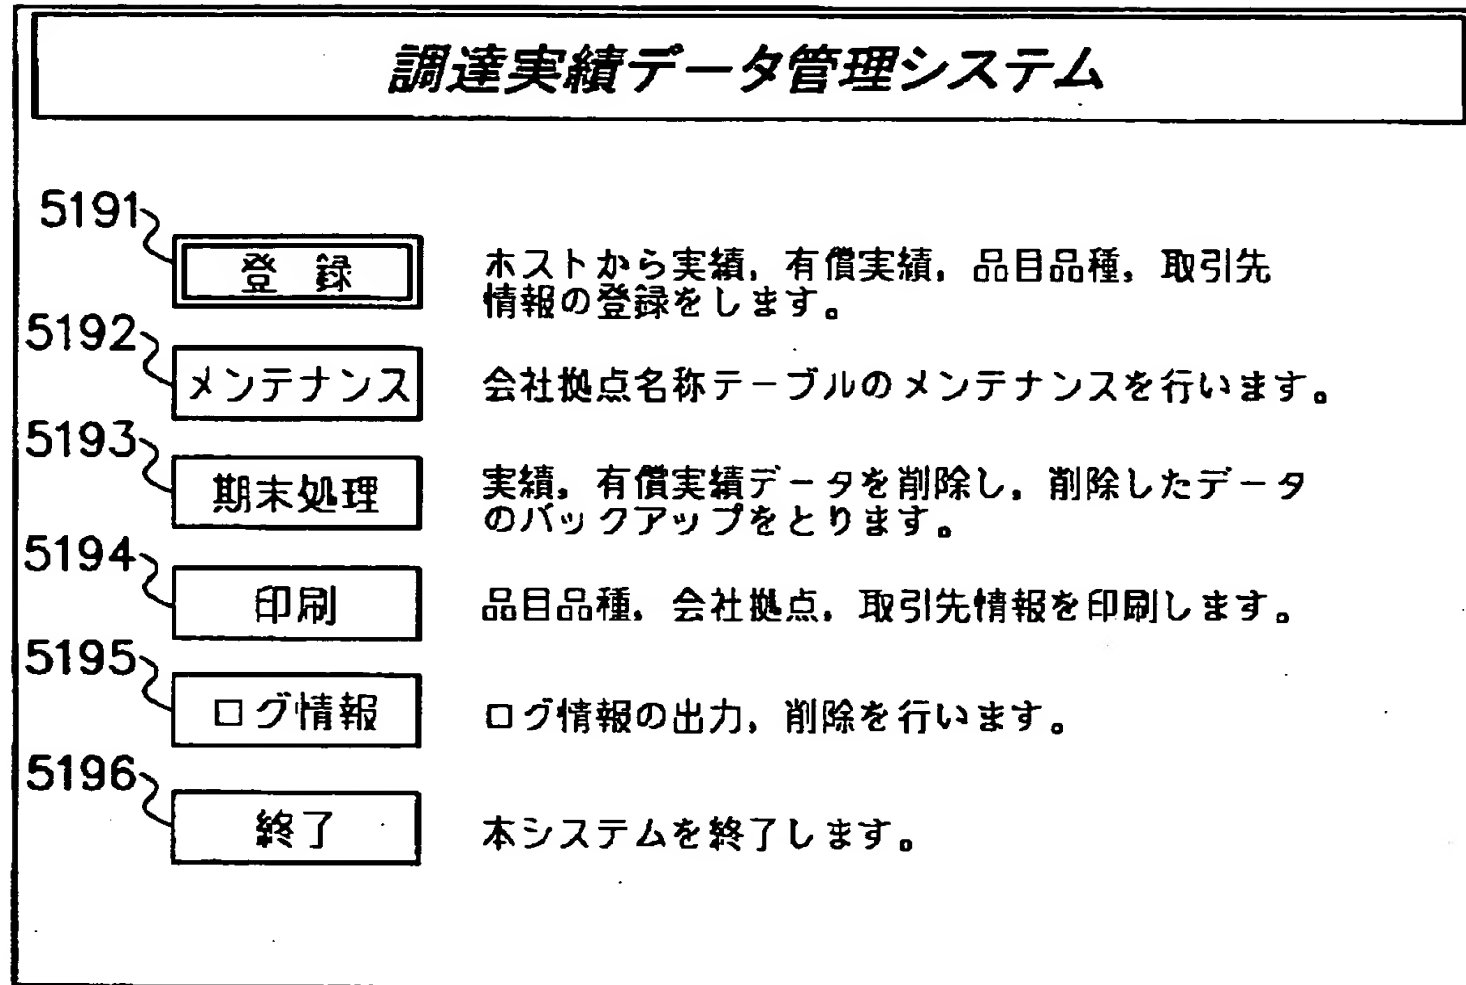 調達実績データ管理システム
5191
登 録
ホストから実績，有償実績，品目品種，取引先
情報の登録をします。
5192
メンテナンス
会社拠点名称テーブルのメンテナンスを行います。
5193
期末処理
実績，有償実績データを削除し，削除したデータ
のバックアップをとります。
5194
印刷
品目品種，会社拠点，取引先情報を印刷します。
5195
ログ情報
ログ情報の出力，削除を行います。
5196
終了
本システムを終了します。